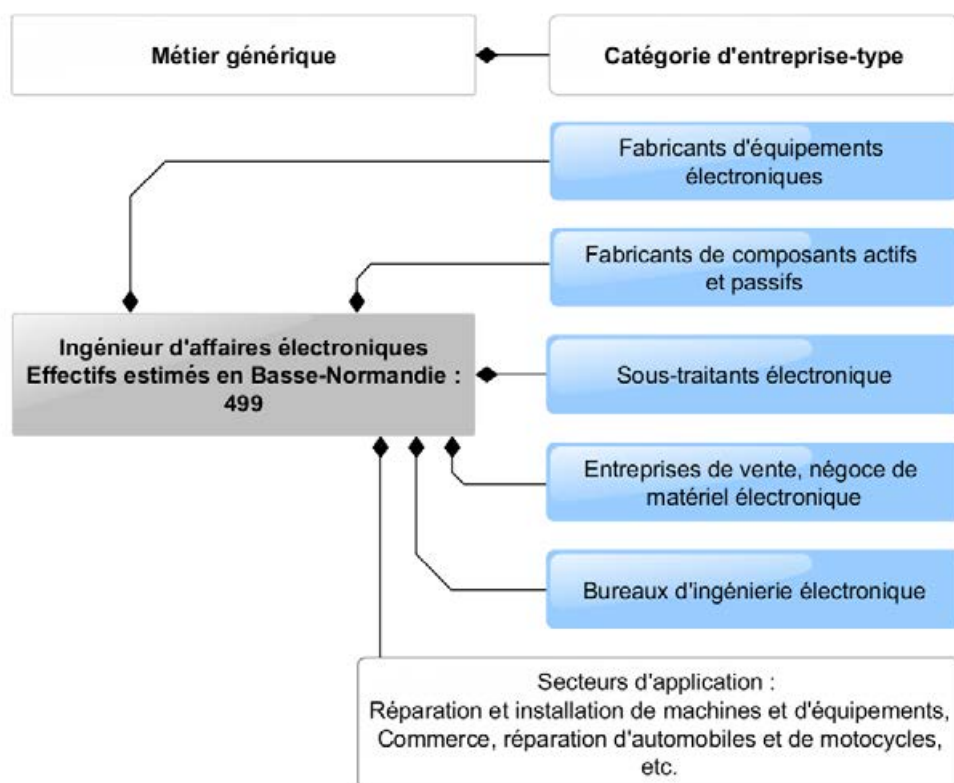 Métier générique
Catégorie d'entreprise-type
Fabricants d'équipements
électroniques
Fabricants de composants actifs
et passifs
Ingénieur d'affaires électroniques
Effectifs estimés en Basse-Normandie :
499
Sous-traitants électronique
Entreprises de vente, négoce de
matériel électronique
Bureaux d'ingénierie électronique
Secteurs d'application :
Réparation et installation de machines et d'équipements,
Commerce, réparation d'automobiles et de motocycles,
etc.